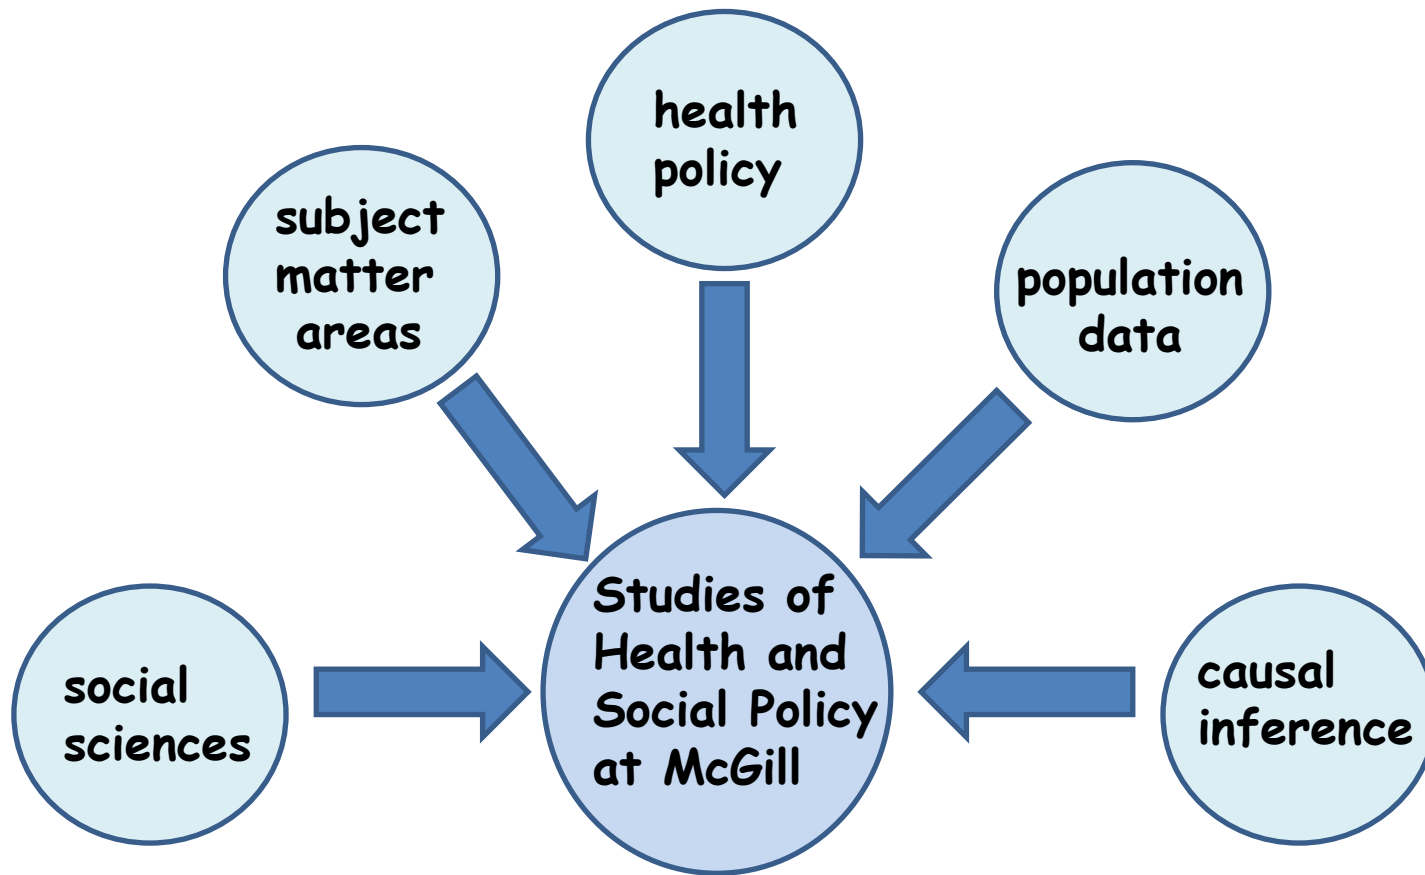 health
policy
subject
matter
areas
population
data
social
sciences
Studies of
Health and
Social Policy
at McGill
causal
inference